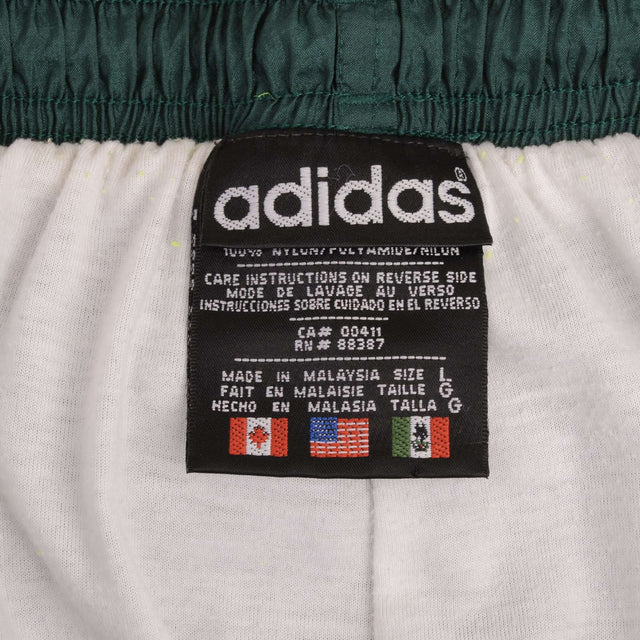 adidas®
100% NYLON/POLYAMIDE/NILON
CARE INSTRUCTIONS ON REVERSE SIDE
MODE DE LAVAGE AU VERSO
INSTRUCCIONES SOBRE CUIDADO EN EL REVERSO
CA# 00411
RN# 88387
MADE IN MALAYSIA SIZE L
FAIT EN MALAISIE TAILLE G
HECHO EN MALASIA TALLA G